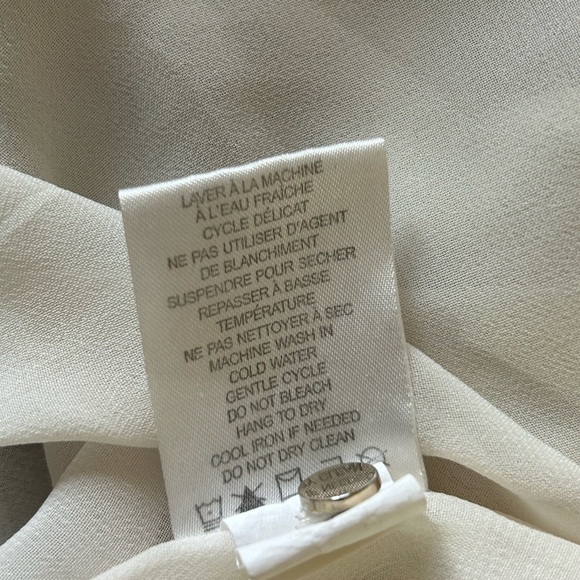 LAVER À LA MACHINE
À L'EAU FRAÎCHE
CYCLE DÉLICAT
NE PAS UTILISER D'AGENT
DE BLANCHIMENT
SUSPENDRE POUR SECHER
REPASSER À BASSE
TEMPÉRATURE
NE PAS NETTOYER À SEC
MACHINE WASH IN
COLD WATER
GENTLE CYCLE
DO NOT BLEACH
HANG TO DRY
COOL IRON IF NEEDED
DO NOT DRY CLEAN